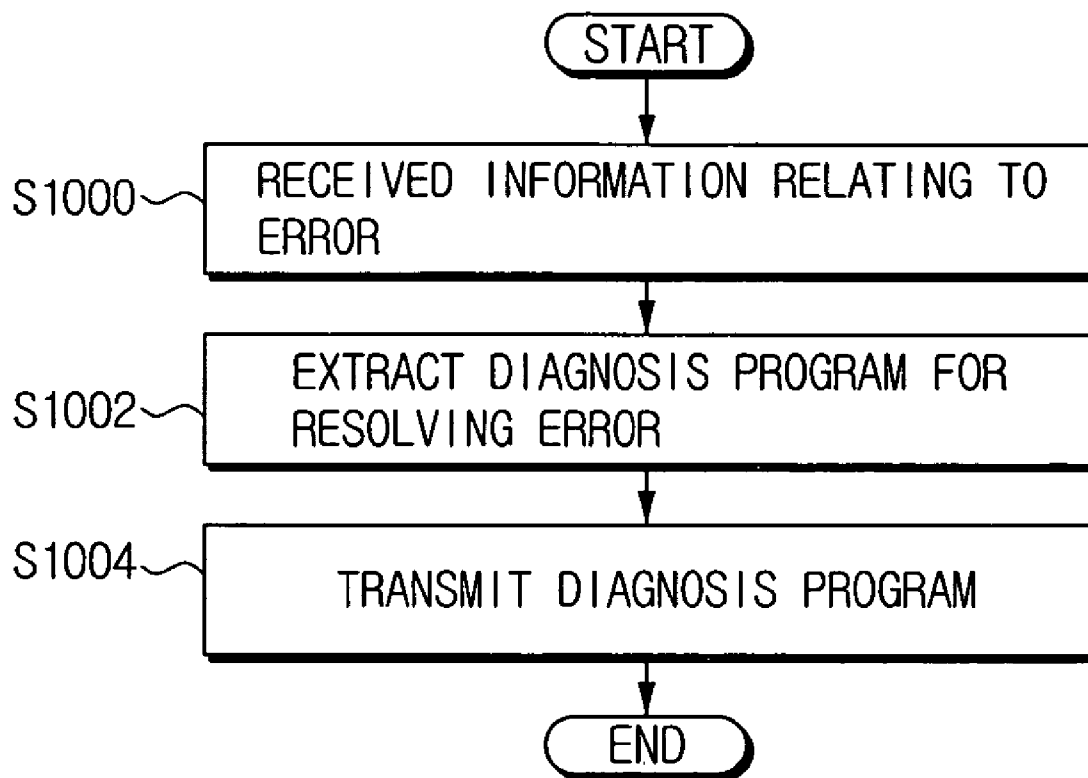 START
S1000
RECEIVED INFORMATION RELATING TO
ERROR
S1002
EXTRACT DIAGNOSIS PROGRAM FOR
RESOLVING ERROR
S1004
TRANSMIT DIAGNOSIS PROGRAM
END